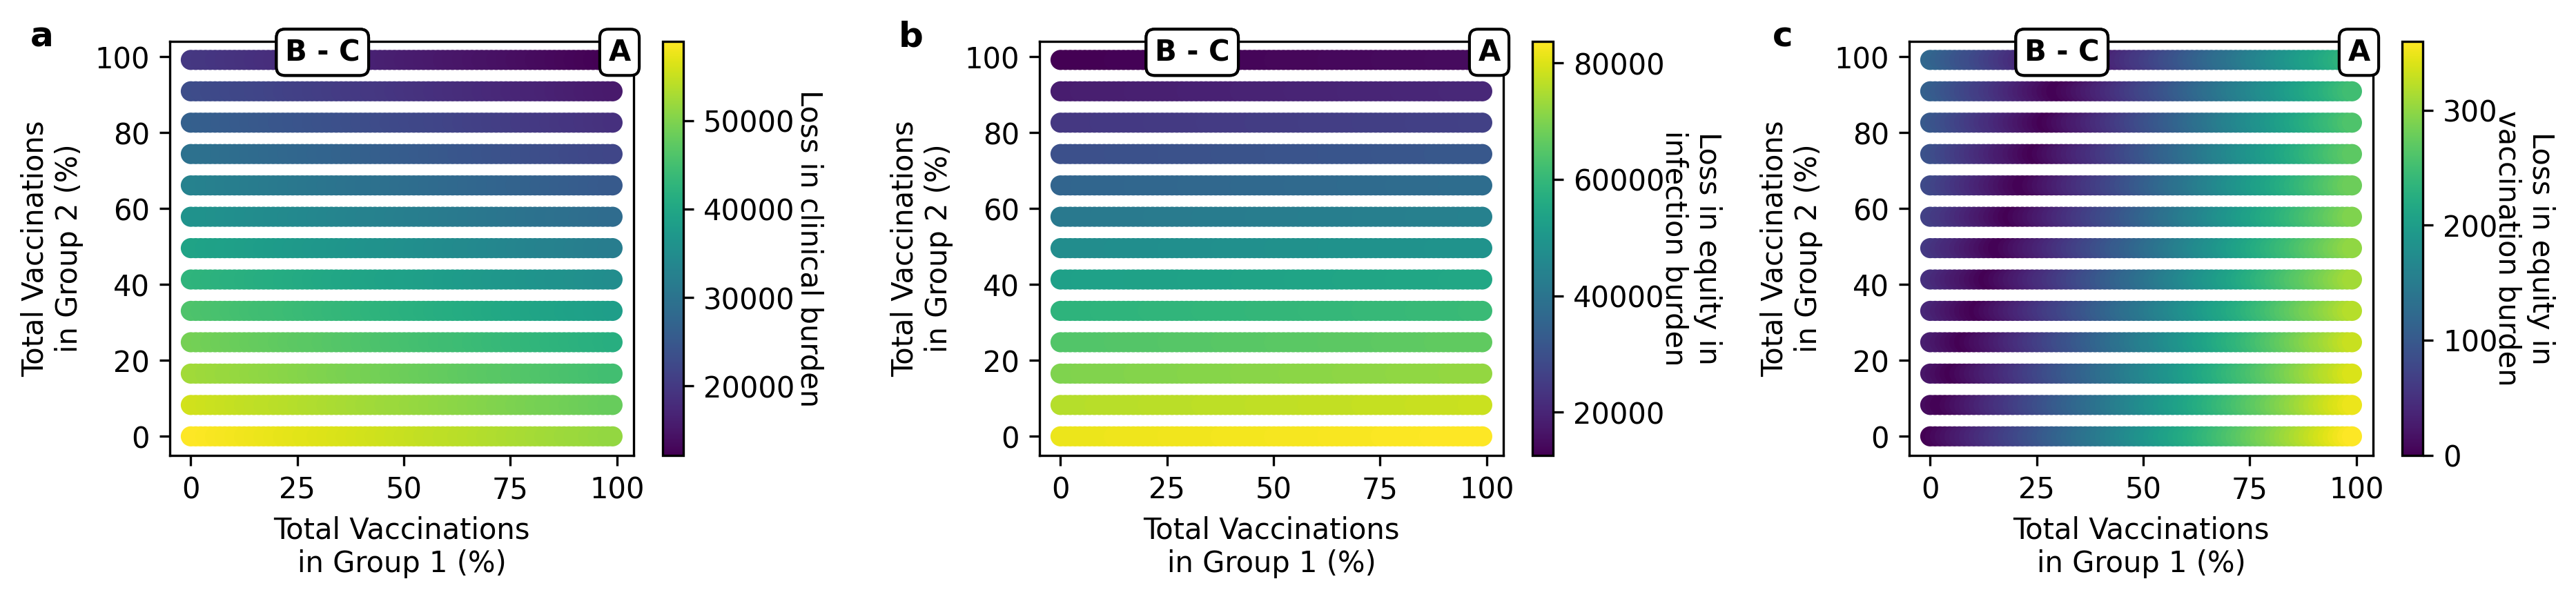 a
B - C
A
100
80
60
40
20
0
Total Vaccinations
in Group 2 (%)
0
25
50
75
100
Total Vaccinations
in Group 1 (%)
50000
40000
30000
20000
Loss in clinical burden
b
B - C
A
100
80
60
40
20
0
Total Vaccinations
in Group 2 (%)
0
25
50
75
100
Total Vaccinations
in Group 1 (%)
80000
60000
40000
20000
Loss in equity in
infection burden
c
B - C
A
100
80
60
40
20
0
Total Vaccinations
in Group 2 (%)
0
25
50
75
100
Total Vaccinations
in Group 1 (%)
300
200
100
0
Loss in equity in
vaccination burden